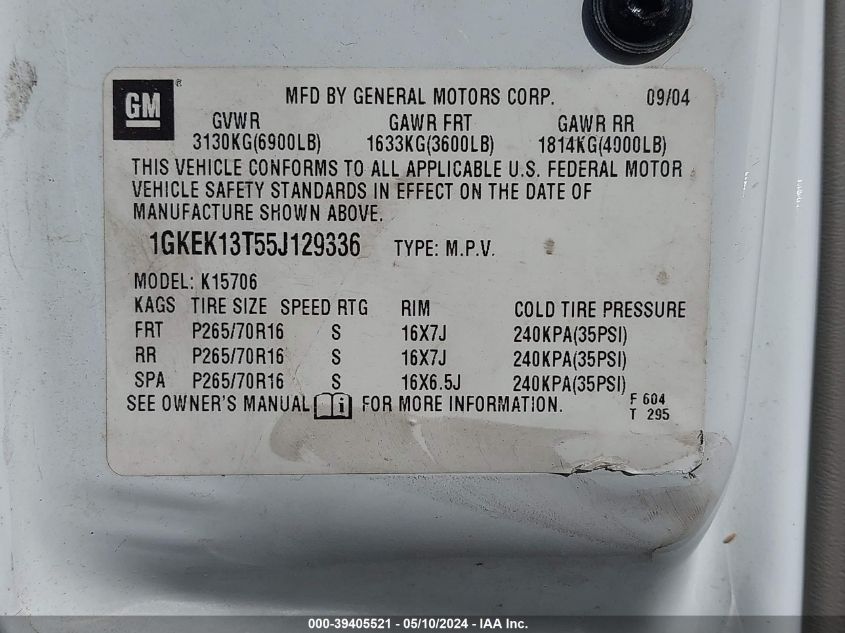 GM
MFD BY GENERAL MOTORS CORP. 09/04
GVWR GAWR FRT GAWR RR
3130KG(6900LB) 1633KG(3600LB) 1814KG(4000LB)
THIS VEHICLE CONFORMS TO ALL APPLICABLE U.S. FEDERAL MOTOR
VEHICLE SAFETY STANDARDS IN EFFECT ON THE DATE OF
MANUFACTURE SHOWN ABOVE.
1GKEK13T55J129336 TYPE: M.P.V.
MODEL: K15706
KAGS TIRE SIZE SPEED RTG RIM COLD TIRE PRESSURE
FRT P265/70R16 S 16X7J 240KPA(35PSI)
RR P265/70R16 S 16X7J 240KPA(35PSI)
SPA P265/70R16 S 16X6.5J 240KPA(35PSI)
SEE OWNER'S MANUAL i FOR MORE INFORMATION. F 604
T 295
000-39405521 - 05/10/2024 - IAA Inc.